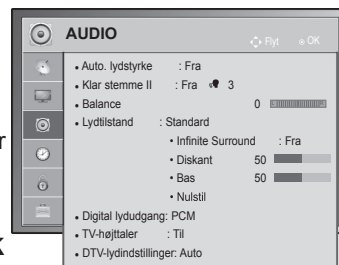 AUDIO
Flyt OK
• Auto. lydstyrke : Fra
• Klar stemme II : Fra 3
• Balance 0
• Lydtilstand : Standard
• Infinite Surround : Fra
• Diskant 50
• Bas 50
• Nulstil
• Digital lydudgang: PCM
• TV-højttaler : Til
• DTV-lydindstillinger: Auto
r
K